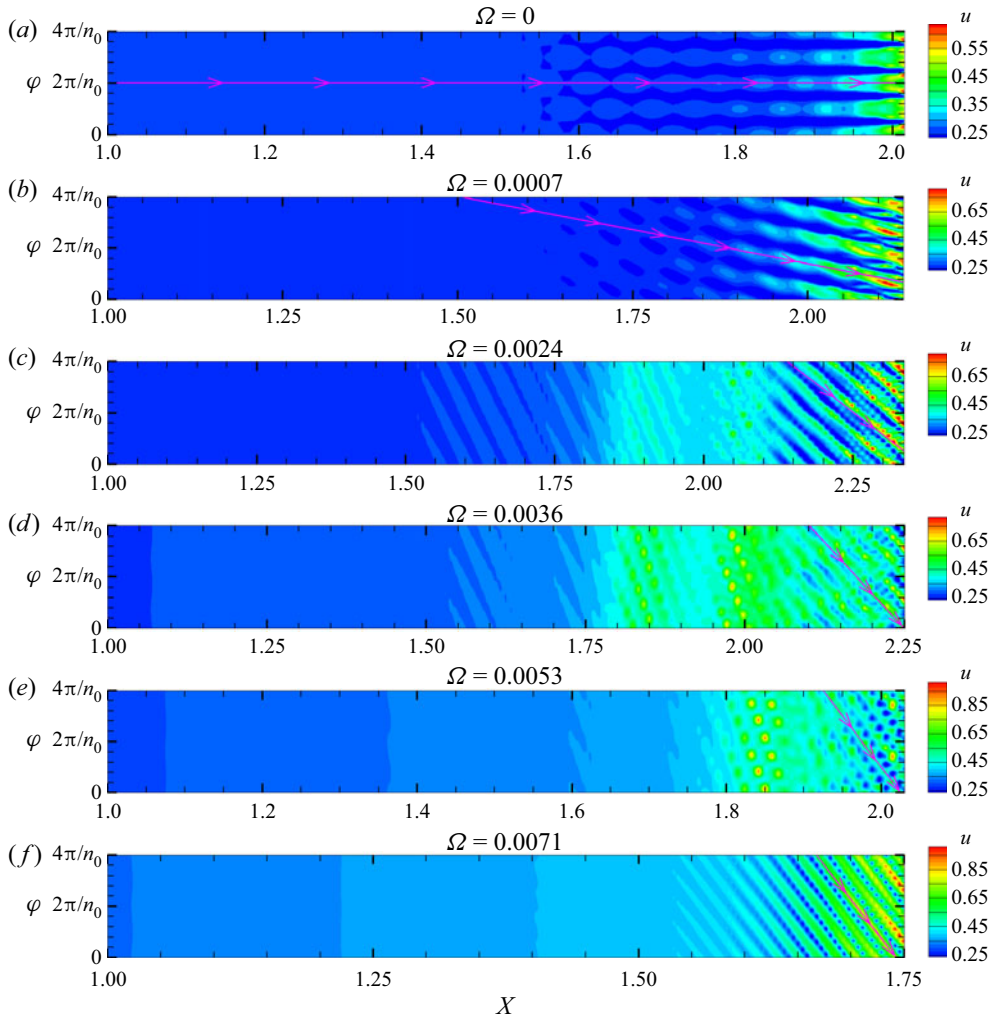 (a) Ω = 0 u
4π/n₀ 0.55
φ 2π/n₀ 0.45
0.35
0 0.25
1.0 1.2 1.4 1.6 1.8 2.0
(b) Ω = 0.0007 u
4π/n₀ 0.65
φ 2π/n₀ 0.45
0 0.25
1.00 1.25 1.50 1.75 2.00
(c) Ω = 0.0024 u
4π/n₀ 0.65
φ 2π/n₀ 0.45
0 0.25
1.00 1.25 1.50 1.75 2.00 2.25
(d) Ω = 0.0036 u
4π/n₀ 0.65
φ 2π/n₀ 0.45
0 0.25
1.00 1.25 1.50 1.75 2.00 2.25
(e) Ω = 0.0053 u
4π/n₀ 0.85
φ 2π/n₀ 0.65
0.45
0 0.25
1.0 1.2 1.4 1.6 1.8 2.0
(f) Ω = 0.0071 u
4π/n₀ 0.85
φ 2π/n₀ 0.65
0.45
0 0.25
1.00 1.25 1.50 1.75
X